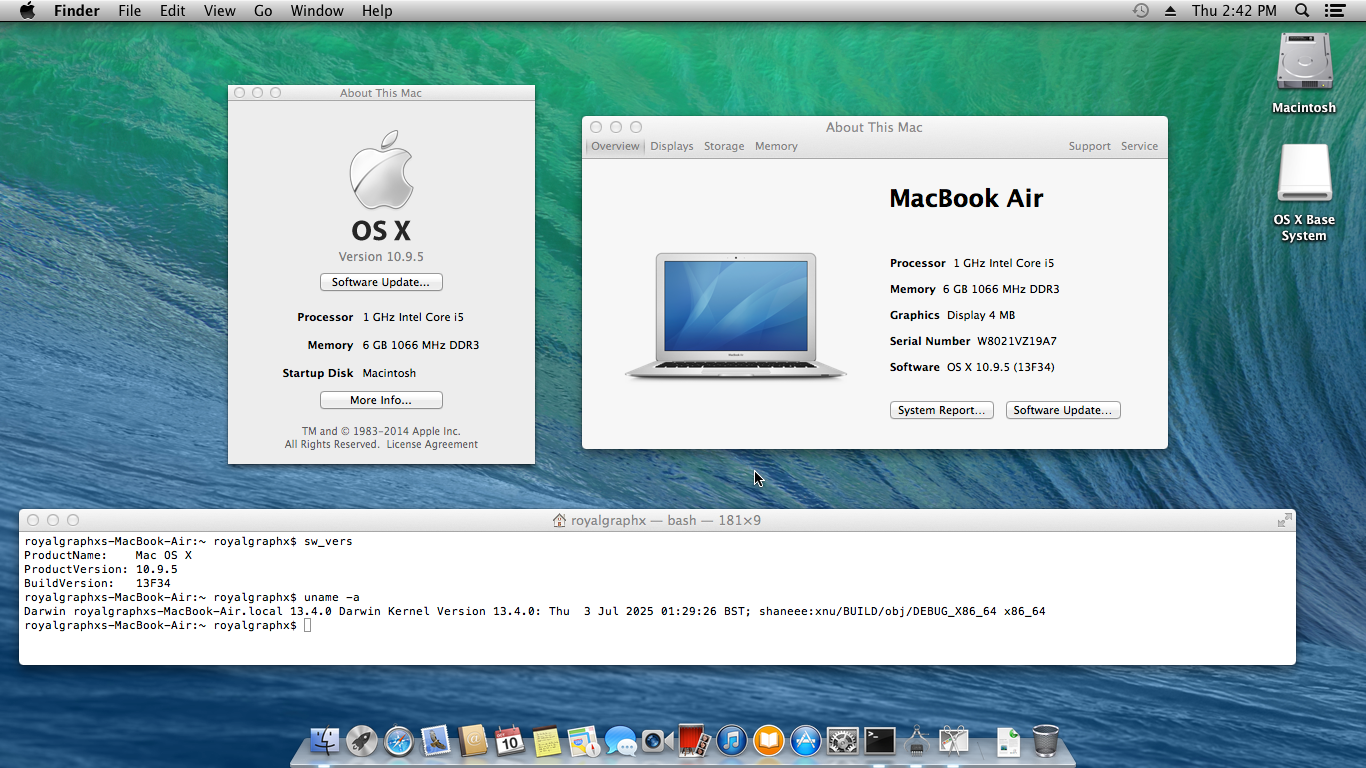 Finder File Edit View Go Window Help
Thu 2:42 PM
Macintosh
OS X Base
System
About This Mac
OS X
Version 10.9.5
Software Update...
Processor 1 GHz Intel Core i5
Memory 6 GB 1066 MHz DDR3
Startup Disk Macintosh
More Info...
TM and © 1983-2014 Apple Inc.
All Rights Reserved. License Agreement
About This Mac
Overview Displays Storage Memory Support Service
MacBook Air
Processor 1 GHz Intel Core i5
Memory 6 GB 1066 MHz DDR3
Graphics Display 4 MB
Serial Number W8021VZ19A7
Software OS X 10.9.5 (13F34)
System Report... Software Update...
royalgraphx — bash — 181×9
royalgraphxs-MacBook-Air:~ royalgraphx$ sw_vers
ProductName: Mac OS X
ProductVersion: 10.9.5
BuildVersion: 13F34
royalgraphxs-MacBook-Air:~ royalgraphx$ uname -a
Darwin royalgraphxs-MacBook-Air.local 13.4.0 Darwin Kernel Version 13.4.0: Thu  3 Jul 2025 01:29:26 BST; shaneee:xnu/BUILD/obj/DEBUG_X86_64 x86_64
royalgraphxs-MacBook-Air:~ royalgraphx$
10